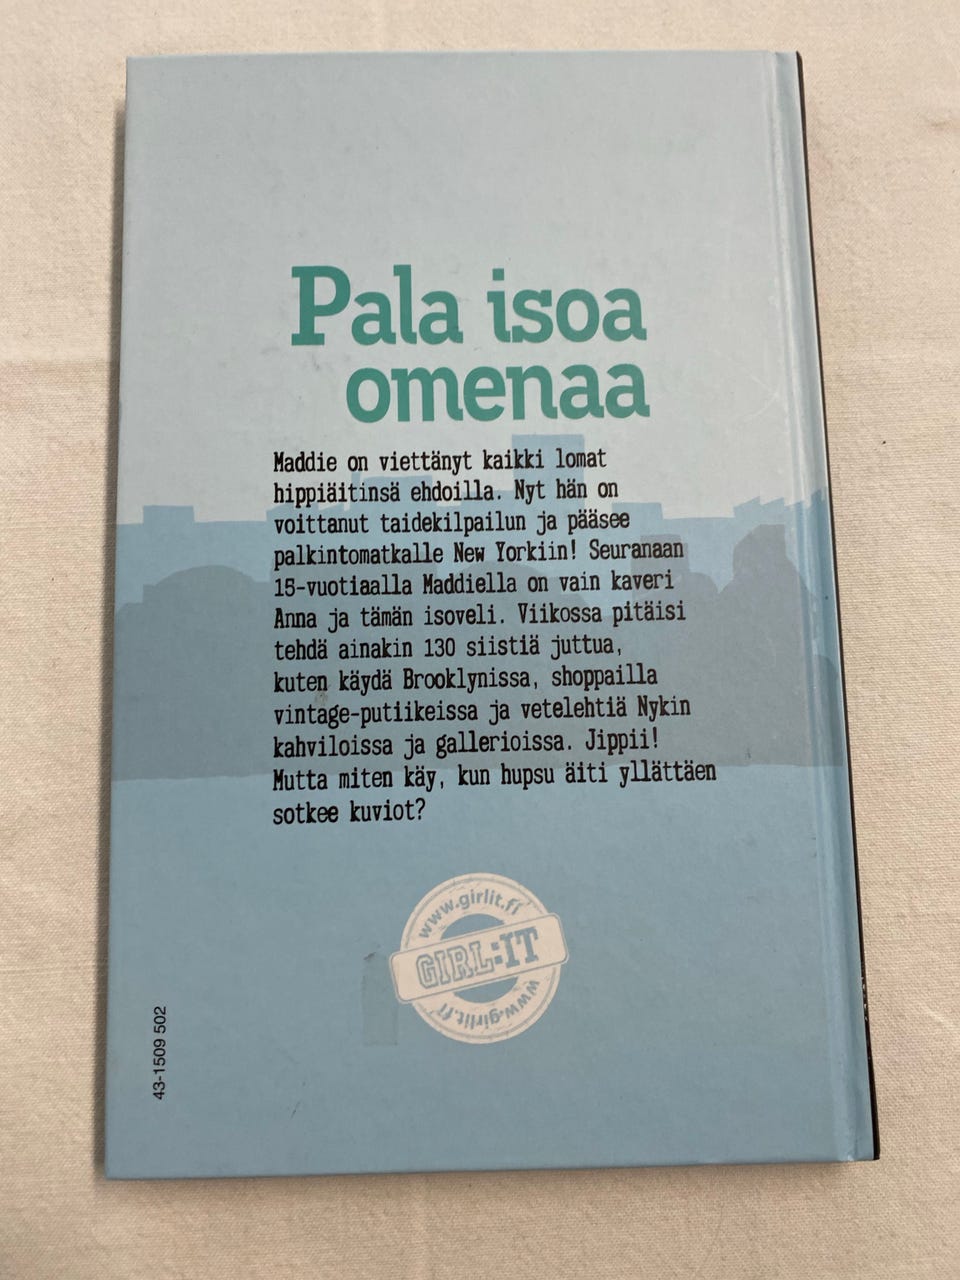 Pala isoa
omenaa
Maddie on viettänyt kaikki lomat
hippiäitinsä ehdoilla. Nyt hän on
voittanut taidekilpailun ja pääsee
palkintomatkalle New Yorkiin! Seuranaan
15-vuotiaalla Maddiella on vain kaveri
Anna ja tämän isoveli. Viikossa pitäisi
tehdä ainakin 130 siistiä juttua,
kuten käydä Brooklynissa, shoppailla
vintage-putiikeissa ja vetelehtiä Nykin
kahviloissa ja gallerioissa. Jippii!
Mutta miten käy, kun hupsu äiti yllättäen
sotkee kuviot?
www.girlit.fi
GIRL:IT
www.girlit.fi
43-1509 502